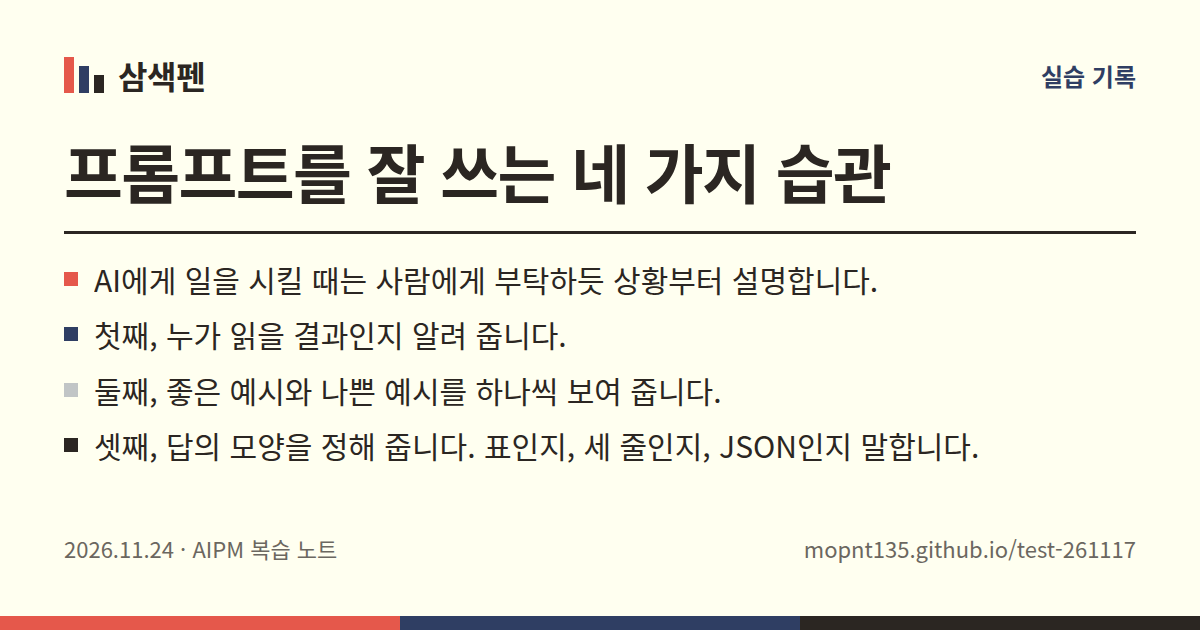 삼색펜
실습 기록
프롬프트를 잘 쓰는 네 가지 습관
AI에게 일을 시킬 때는 사람에게 부탁하듯 상황부터 설명합니다.
첫째, 누가 읽을 결과인지 알려 줍니다.
둘째, 좋은 예시와 나쁜 예시를 하나씩 보여 줍니다.
셋째, 답의 모양을 정해 줍니다. 표인지, 세 줄인지, JSON인지 말합니다.
2026.11.24 · AIPM 복습 노트
mopnt135.github.io/test-261117